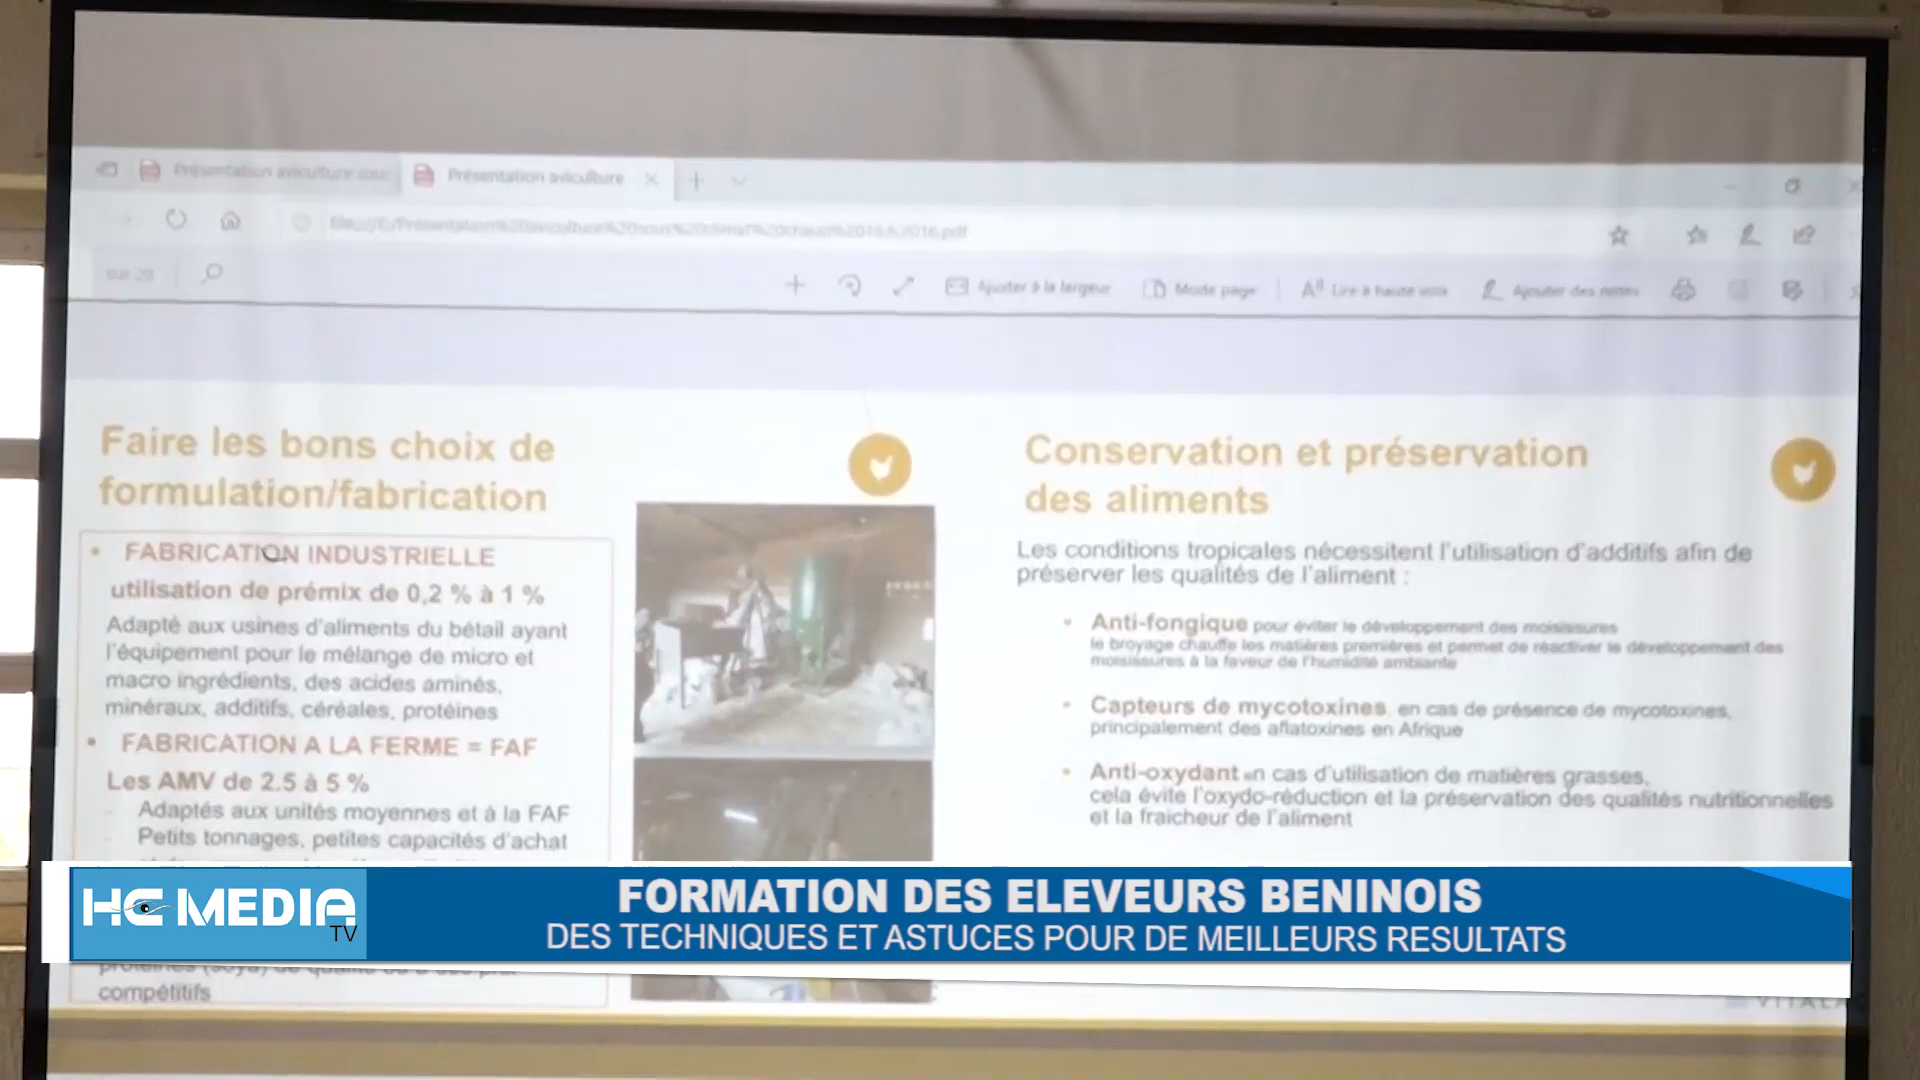 Présentation aviculture sous
Présentation aviculture
sur 29
Ajuster à la largeur
Mode page
Lire à haute voix
Ajouter des notes
Faire les bons choix de
formulation/fabrication
• FABRICATION INDUSTRIELLE
utilisation de prémix de 0,2 % à 1 %
Adapté aux usines d'aliments du bétail ayant
l'équipement pour le mélange de micro et
macro ingrédients, des acides aminés,
minéraux, additifs, céréales, protéines
• FABRICATION A LA FERME = FAF
Les AMV de 2.5 à 5 %
- Adaptés aux unités moyennes et à la FAF
- Petits tonnages, petites capacités d'achat
compétitifs
Conservation et préservation
des aliments
Les conditions tropicales nécessitent l'utilisation d'additifs afin de
préserver les qualités de l'aliment :
• Anti-fongique pour éviter le développement des moisissures
le broyage chauffe les matières premières et permet de réactiver le développement des
moisissures à la faveur de l'humidité ambiante
• Capteurs de mycotoxines, en cas de présence de mycotoxines,
principalement des aflatoxines en Afrique
• Anti-oxydant en cas d'utilisation de matières grasses,
cela évite l'oxydo-réduction et la préservation des qualités nutritionnelles
et la fraicheur de l'aliment
HC MEDIA
TV
FORMATION DES ELEVEURS BENINOIS
DES TECHNIQUES ET ASTUCES POUR DE MEILLEURS RESULTATS